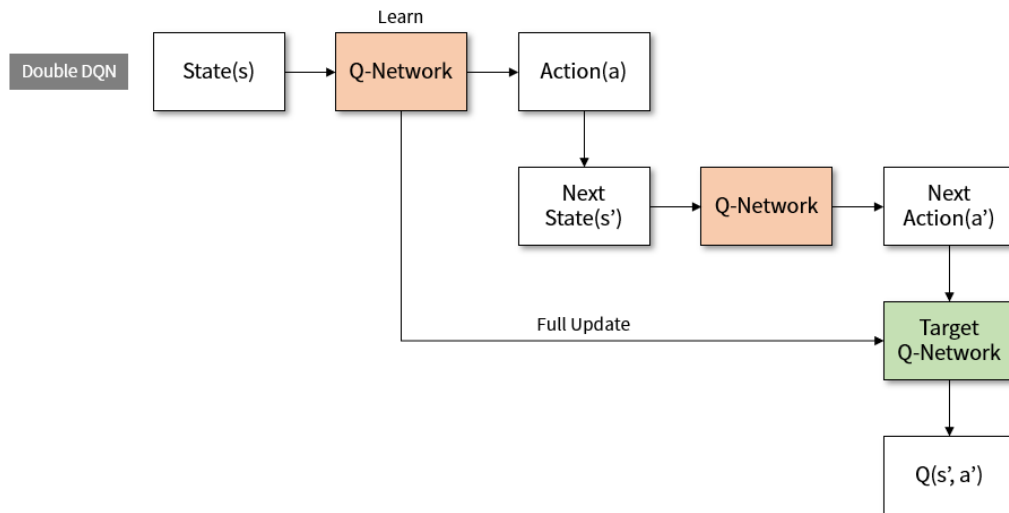 Learn
Double DQN
State(s)
Q-Network
Action(a)
Next
State(s’)
Q-Network
Next
Action(a’)
Full Update
Target
Q-Network
Q(s’, a’)